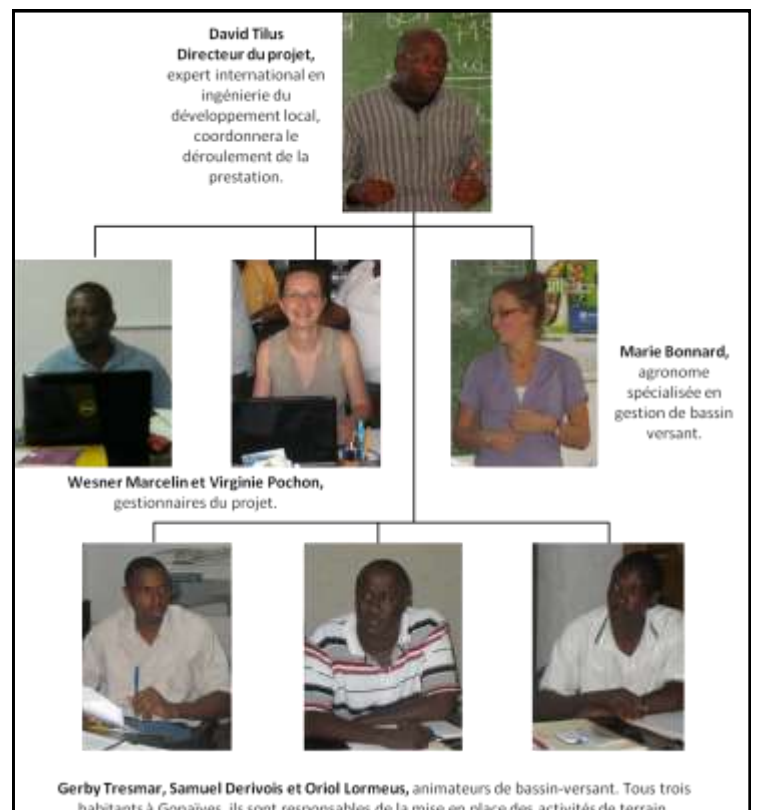 David Tilus
Directeur du projet,
expert international en
ingénierie du
développement local,
coordonnera le
déroulement de la
prestation.
Marie Bonnard,
agronome
spécialisée en
gestion de bassin
versant.
Wesner Marcelin et Virginie Pochon,
gestionnaires du projet.
Gerby Tresmar, Samuel Derivois et Oriol Lormeus, animateurs de bassin-versant. Tous trois
habitants à Gonaïves, ils sont responsables de la mise en place des activités de terrain